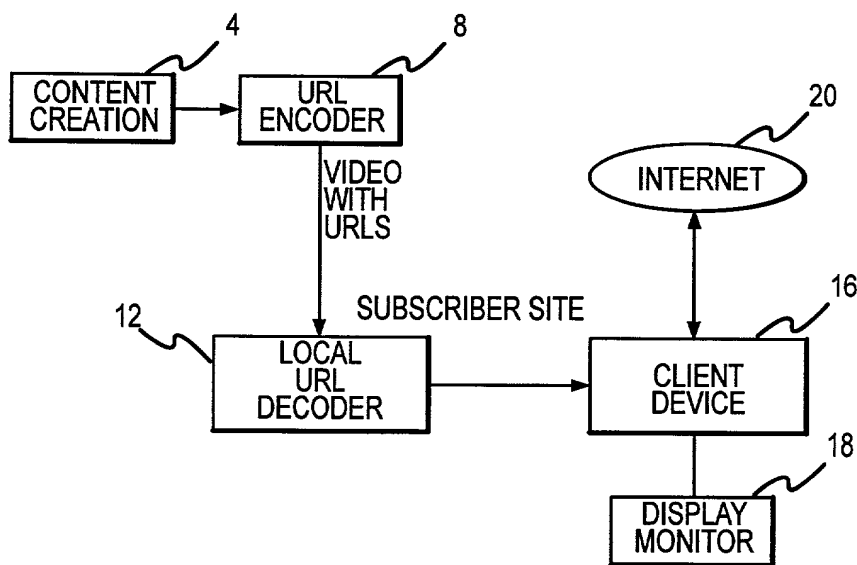 4
8
CONTENT
CREATION
URL
ENCODER
20
INTERNET
VIDEO
WITH
URLS
SUBSCRIBER SITE
12
16
LOCAL
URL
DECODER
CLIENT
DEVICE
18
DISPLAY
MONITOR